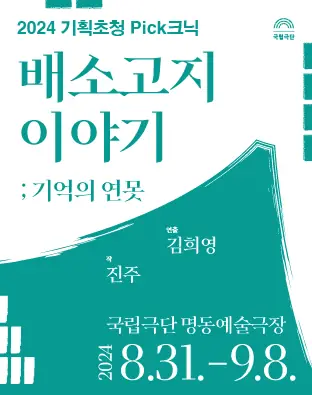 2024 기획초청 Pick크닉
국립극단
배소고지
이야기
; 기억의 연못
연출
김희영
작
진주
국립극단 명동예술극장
2024 8.31.–9.8.